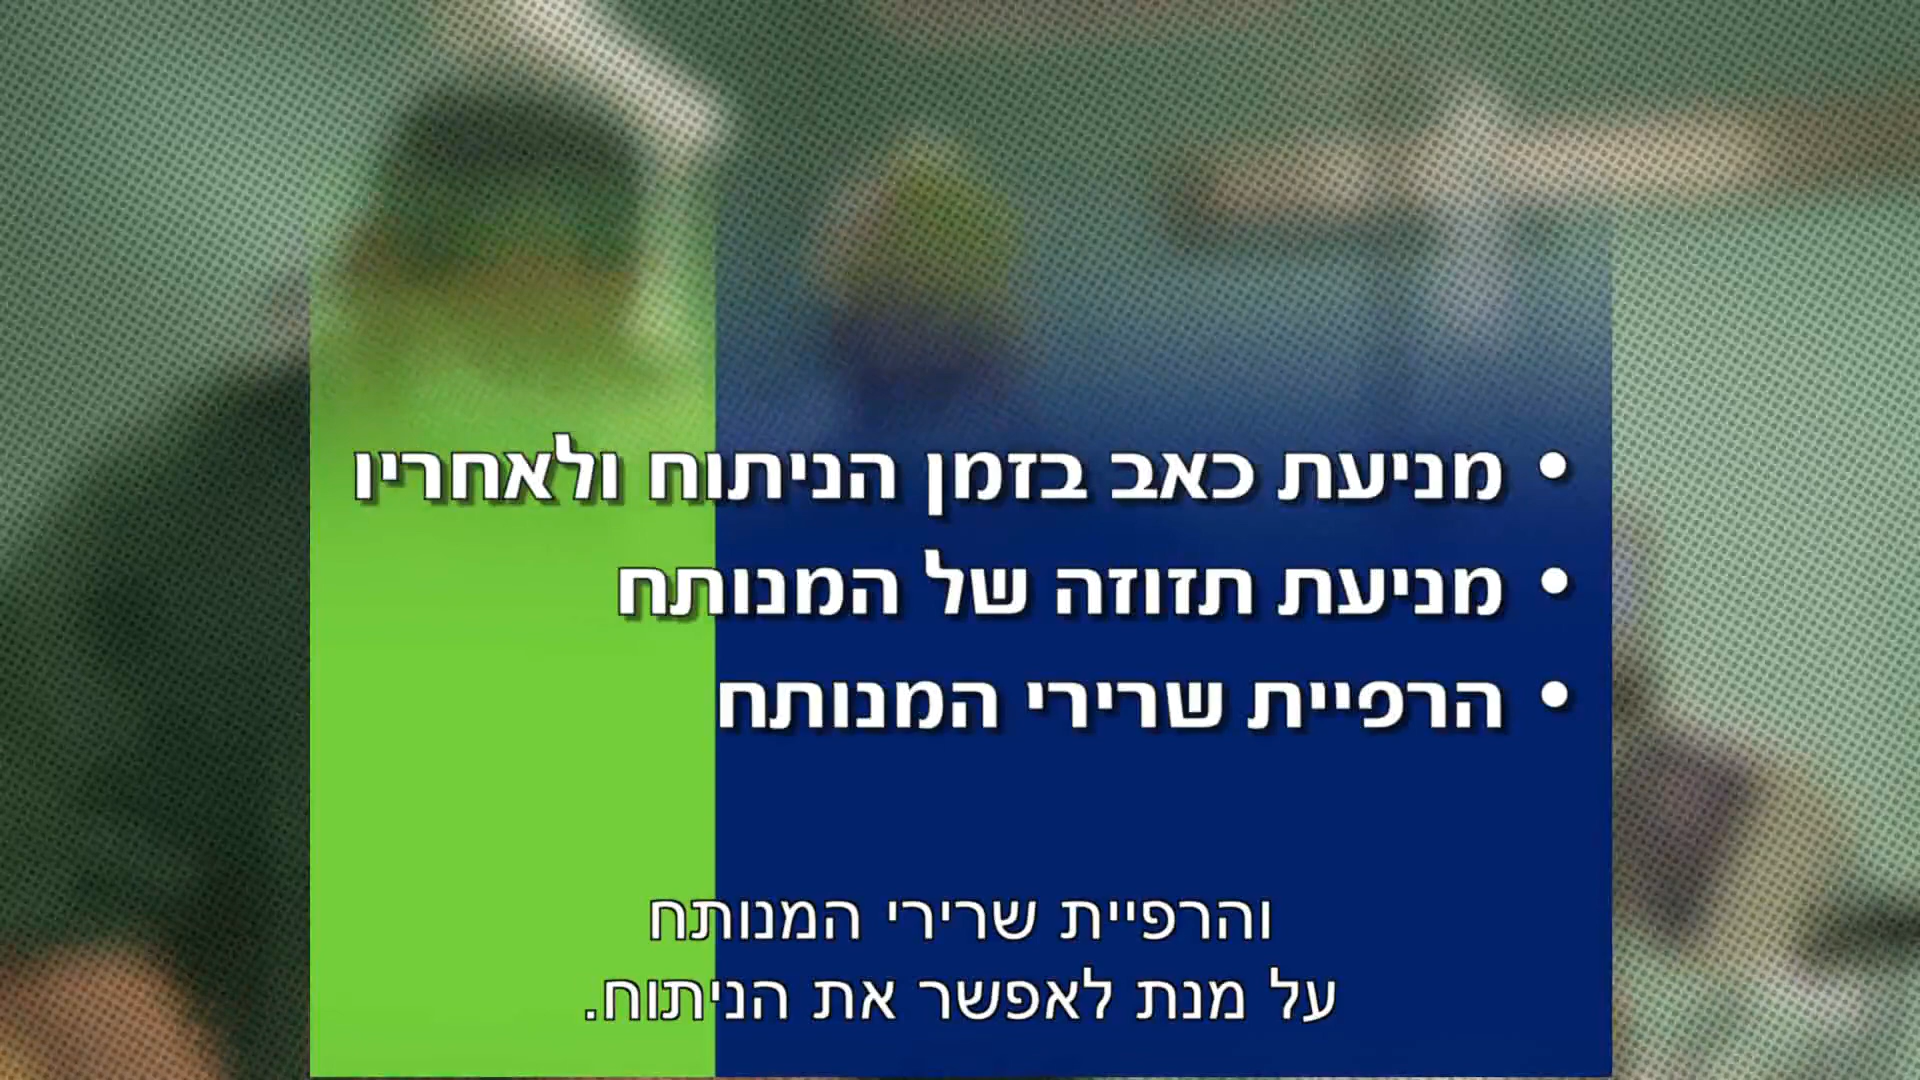 • מניעת כאב בזמן הניתוח ולאחריו
• מניעת תזוזה של המנותח
• הרפיית שרירי המנותח
והרפיית שרירי המנותח
על מנת לאפשר את הניתוח.